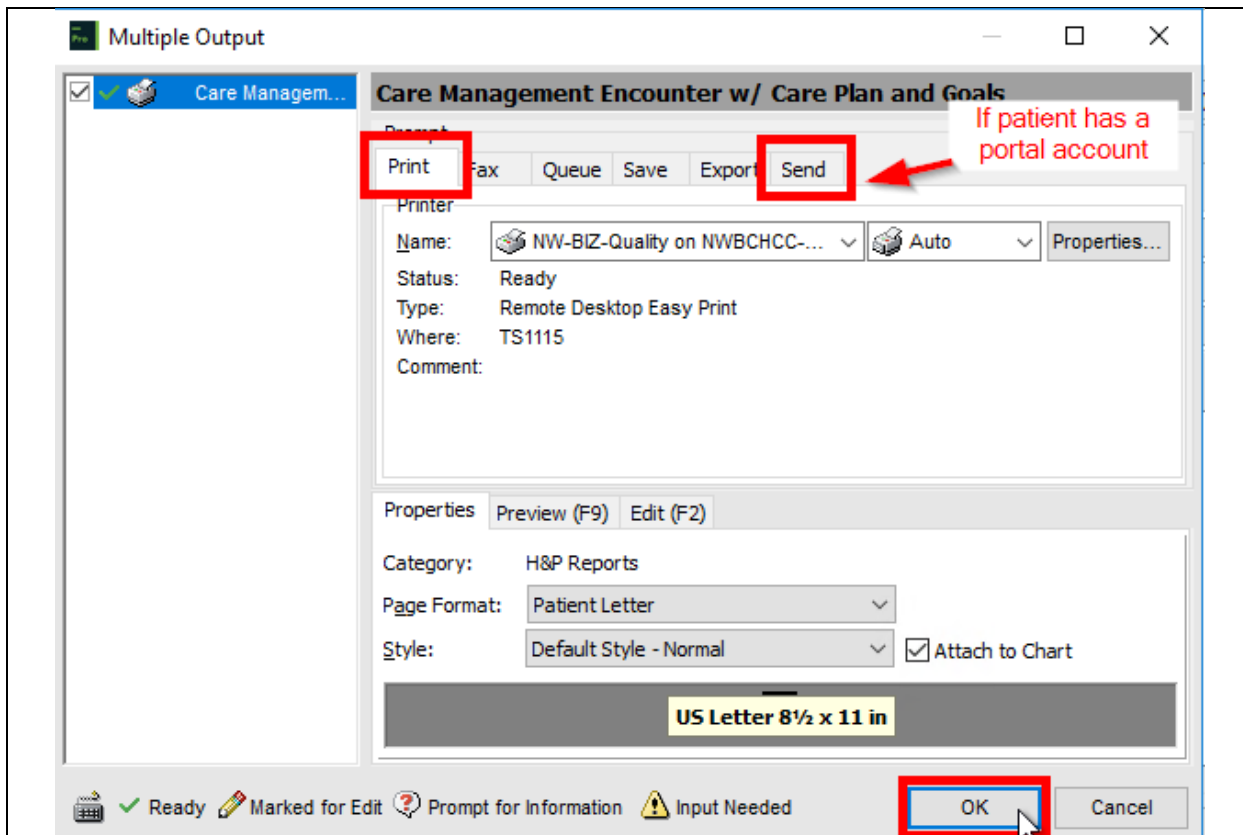 Pro
Multiple Output
Care Managem...
Care Management Encounter w/ Care Plan and Goals
If patient has a
portal account
Prompt
Print Fax Queue Save Export Send
Printer
Name: NW-BIZ-Quality on NWBCHCC-... Auto Properties...
Status: Ready
Type: Remote Desktop Easy Print
Where: TS1115
Comment:
Properties Preview (F9) Edit (F2)
Category: H&P Reports
Page Format: Patient Letter
Style: Default Style - Normal Attach to Chart
US Letter 8½ x 11 in
Ready Marked for Edit Prompt for Information Input Needed OK Cancel